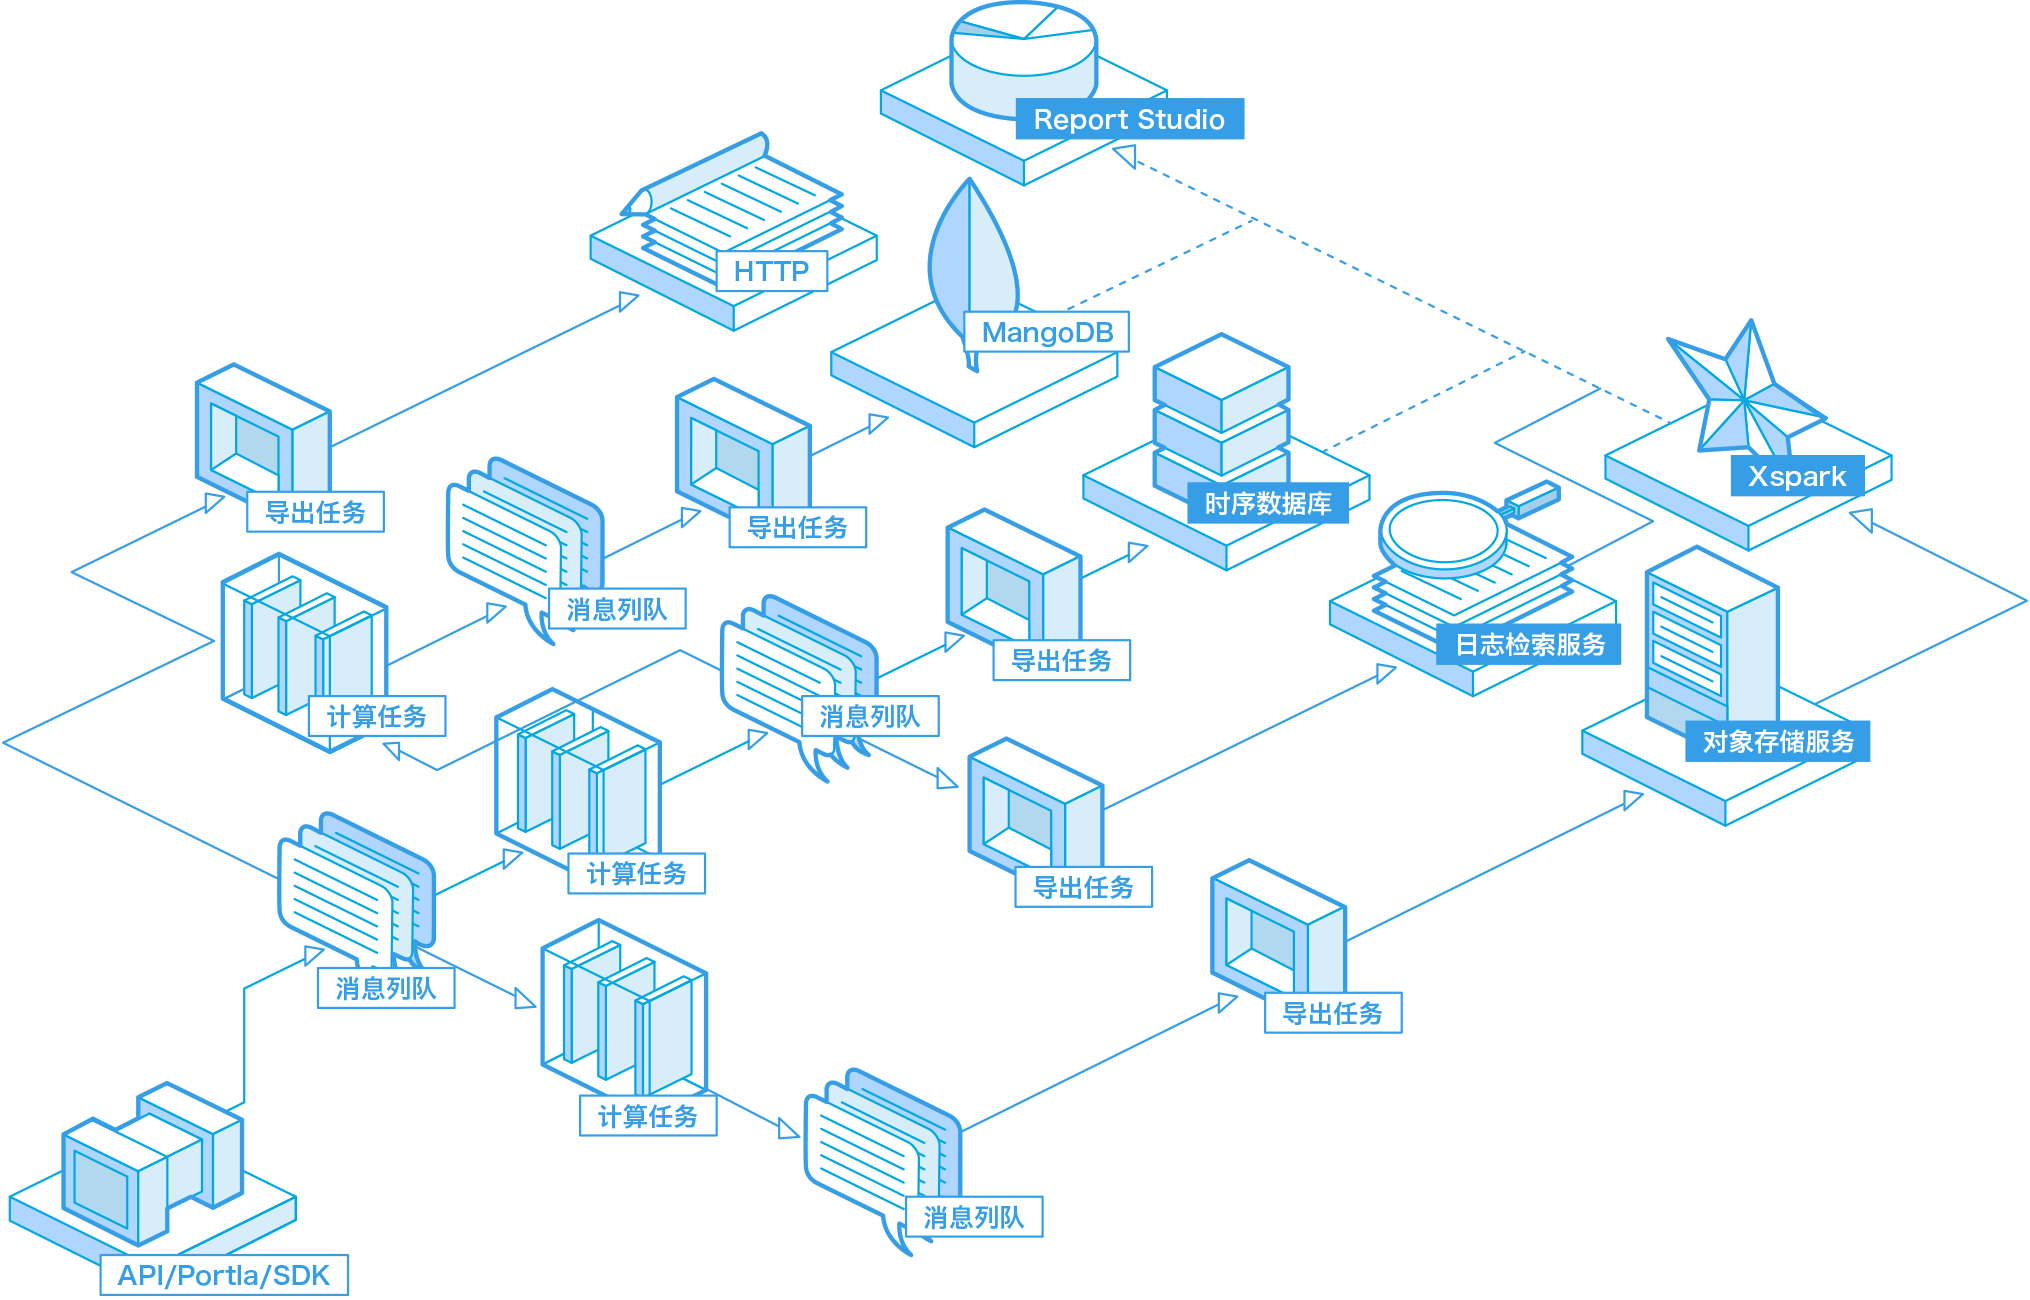 Report Studio
HTTP
MangoDB
Xspark
导出任务
导出任务
时序数据库
消息列队
日志检索服务
导出任务
计算任务
消息列队
对象存储服务
计算任务
导出任务
消息列队
导出任务
计算任务
消息列队
API/Portla/SDK